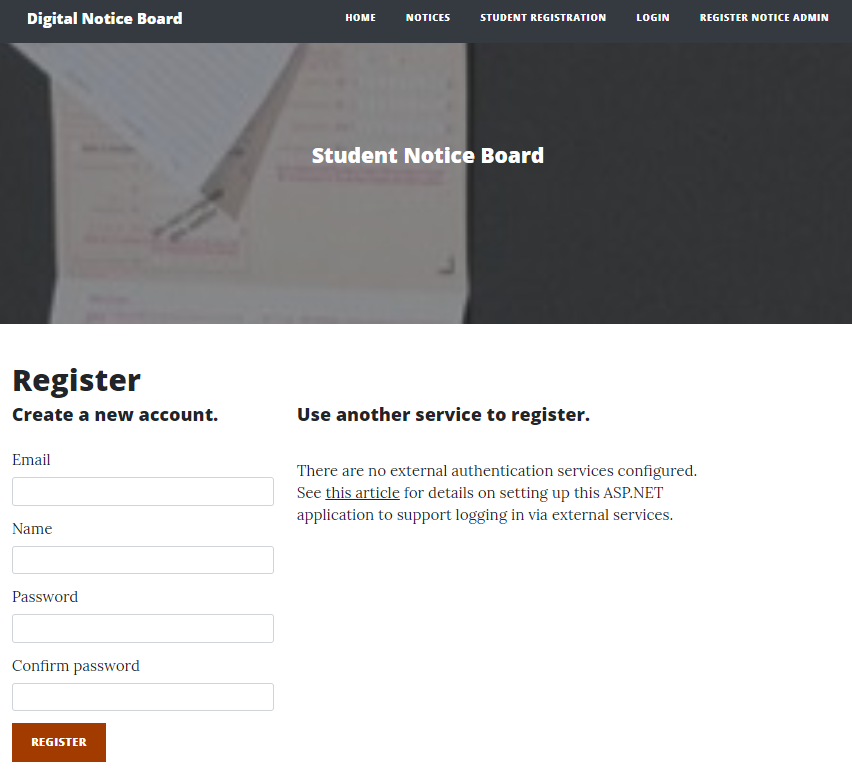 Digital Notice Board
HOME NOTICES STUDENT REGISTRATION LOGIN REGISTER NOTICE ADMIN
Student Notice Board
Register
Create a new account.
Use another service to register.
Email
Name
Password
Confirm password
REGISTER
There are no external authentication services configured.
See this article for details on setting up this ASP.NET
application to support logging in via external services.